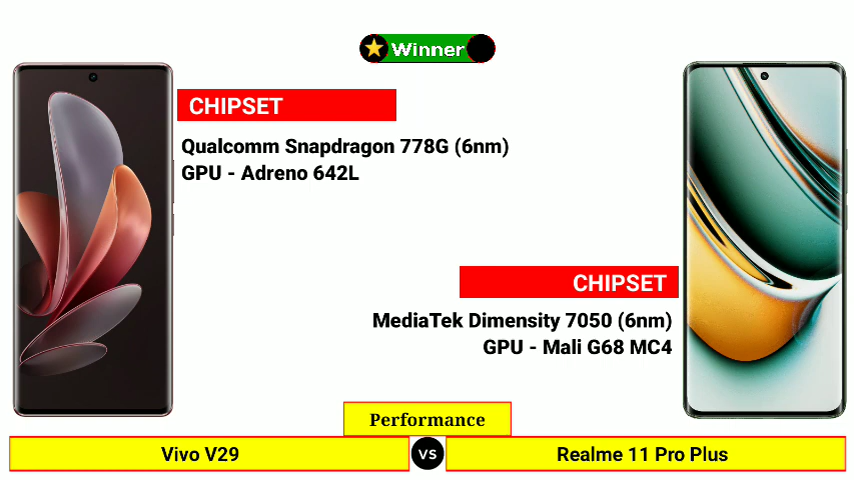 Winner
CHIPSET
Qualcomm Snapdragon 778G (6nm)
GPU - Adreno 642L
CHIPSET
MediaTek Dimensity 7050 (6nm)
GPU - Mali G68 MC4
Performance
Vivo V29
VS
Realme 11 Pro Plus